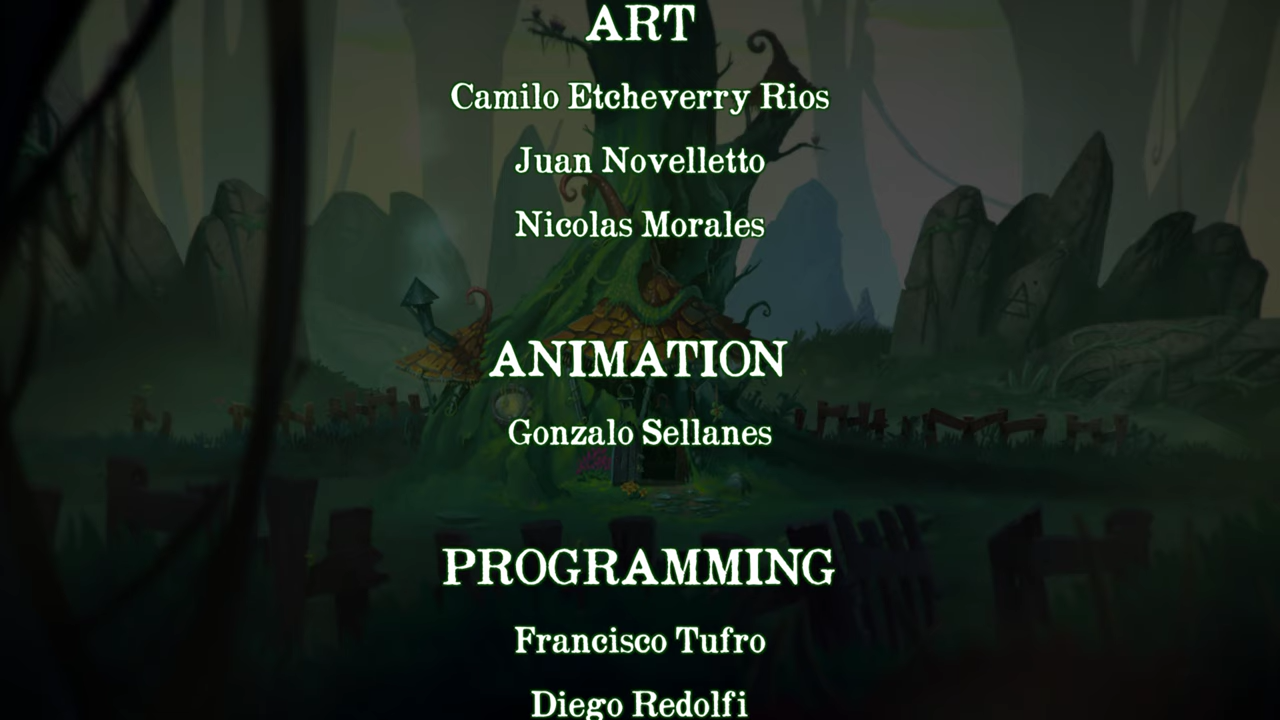 ART
Camilo Etcheverry Rios
Juan Novelletto
Nicolas Morales
ANIMATION
Gonzalo Sellanes
PROGRAMMING
Francisco Tufro
Diego Redolfi